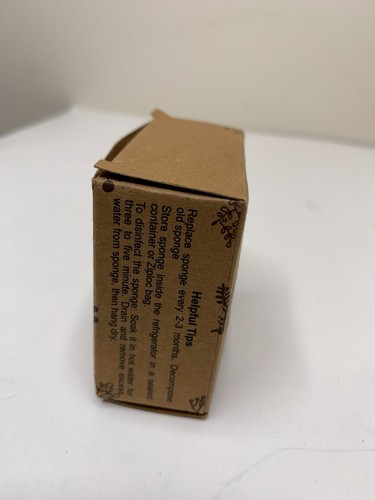 Helpful Tips
Replace sponge every 2-3 months. Decompose
old sponge
Store sponge inside the refrigerator in a sealed
container or Ziploc bag.
To disinfect the sponge: Soak it in hot water for
three to five minute. Drain and remove excess
water from sponge, then hang dry.